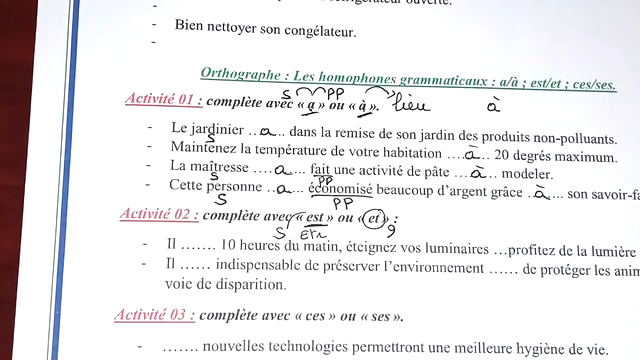 - Bien nettoyer son congélateur.
Orthographe : Les homophones grammaticaux : a/à ; est/et ; ces/ses.
S PP
Activité 01 : complète avec « a » ou « à ». lieu à
- Le jardinier ..a.. dans la remise de son jardin des produits non-polluants.
S
- Maintenez la température de votre habitation ....à.. 20 degrés maximum.
- La maîtresse ....a... fait une activité de pâte ...à... modeler.
S PP
- Cette personne ..a... économisé beaucoup d'argent grâce .à... son savoir-fa
S PP
Activité 02 : complète avec « est » ou « et » :
S
- Il ....... 10 heures du matin, éteignez vos luminaires ...profitez de la lumière
- Il ...... indispensable de préserver l'environnement ...... de protéger les anim
voie de disparition.
Activité 03 : complète avec « ces » ou « ses ».
- ....... nouvelles technologies permettront une meilleure hygiène de vie.